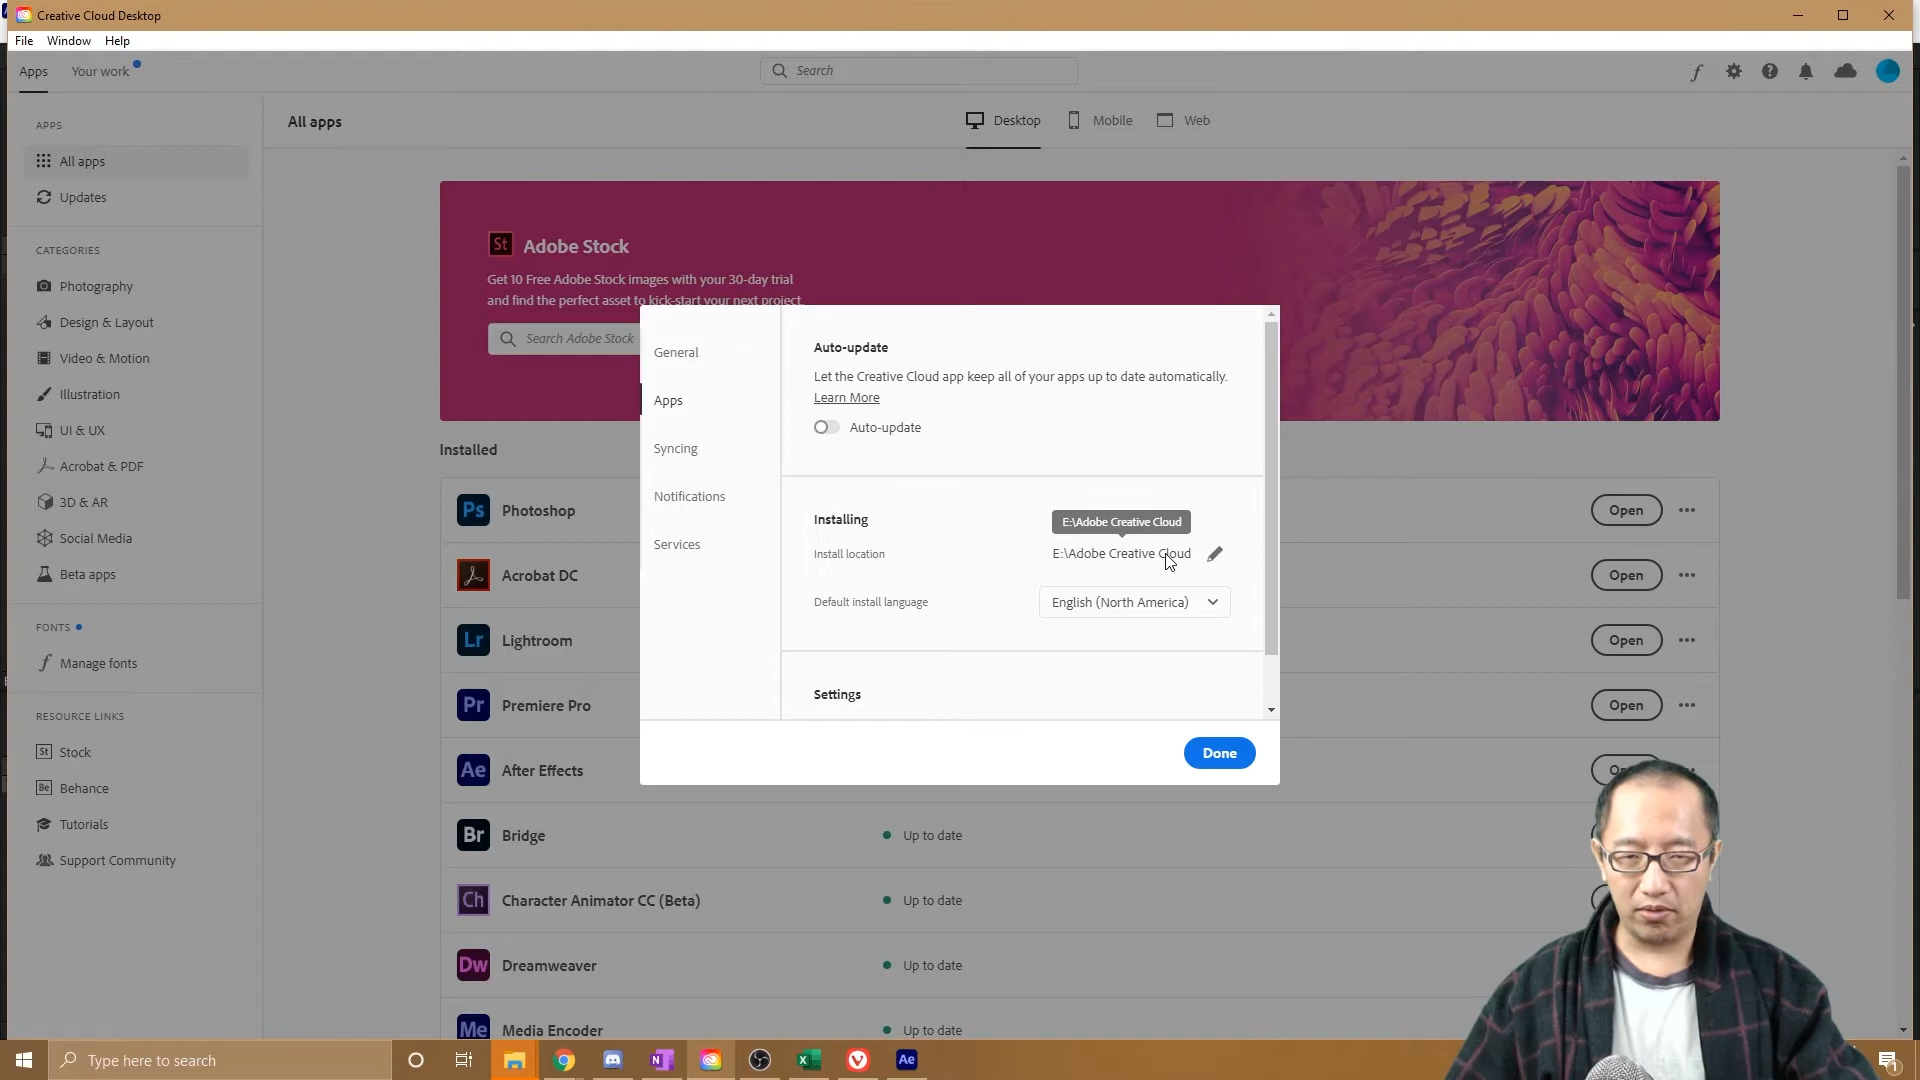 Creative Cloud Desktop
File Window Help
Apps Your work
Search
APPS
All apps
Updates
CATEGORIES
Photography
Design & Layout
Video & Motion
Illustration
UI & UX
Acrobat & PDF
3D & AR
Social Media
Beta apps
FONTS
Manage fonts
RESOURCE LINKS
St Stock
Be Behance
Tutorials
Support Community
All apps
Desktop Mobile Web
St Adobe Stock
Get 10 Free Adobe Stock images with your 30-day trial
and find the perfect asset to kick-start your next project.
Search Adobe Stock
Installed
Ps Photoshop Open
Acrobat DC Open
Lr Lightroom Open
Pr Premiere Pro Open
Ae After Effects
Br Bridge Up to date
Ch Character Animator CC (Beta) Up to date
Dw Dreamweaver Up to date
Me Media Encoder Up to date
General
Apps
Syncing
Notifications
Services
Auto-update
Let the Creative Cloud app keep all of your apps up to date automatically.
Learn More
Auto-update
Installing
E:\Adobe Creative Cloud
Install location E:\Adobe Creative Cloud
Default install language English (North America)
Settings
Done
Type here to search
N
Ae
1